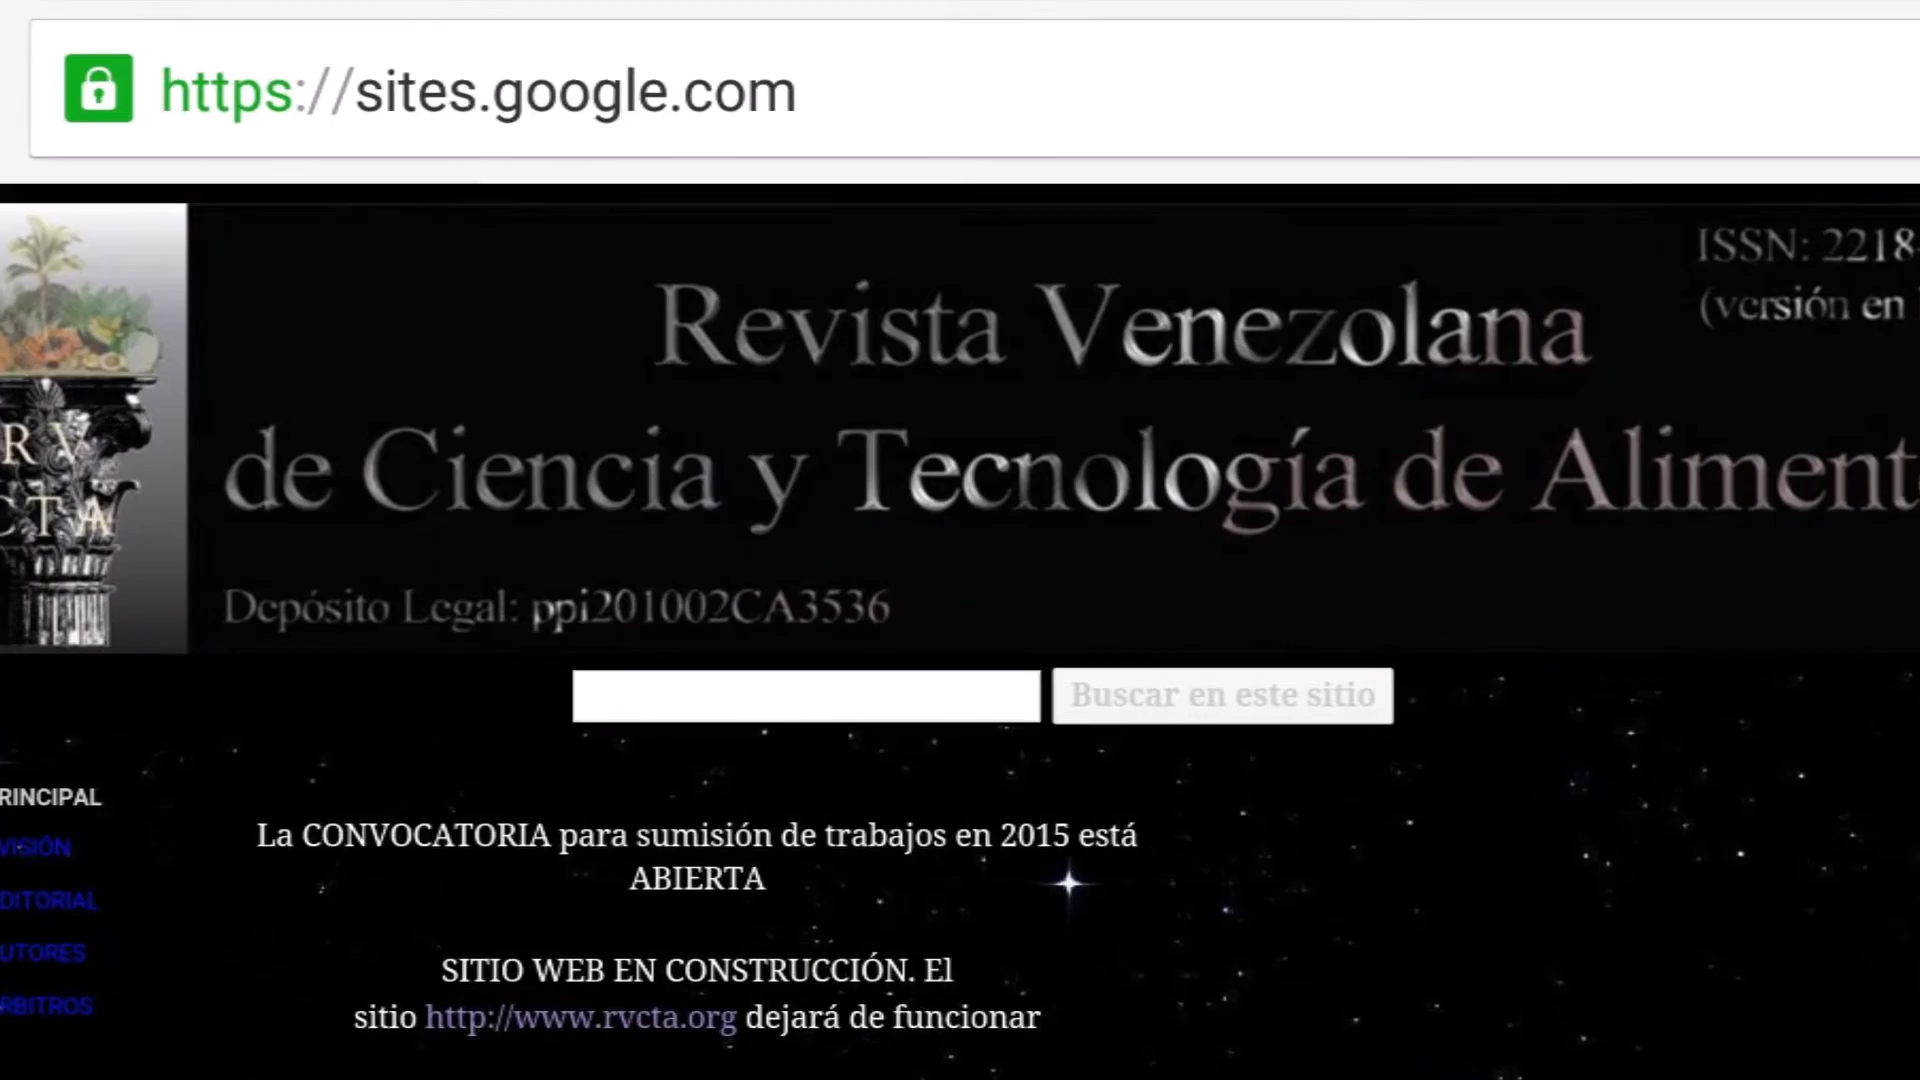 https://sites.google.com
ISSN: 2218-
(versión en
Revista Venezolana
de Ciencia y Tecnología de Aliment
Depósito Legal: ppi201002CA3536
RV
CTA
Buscar en este sitio
RINCIPAL
VISIÓN
DITORIAL
UTORES
RBITROS
La CONVOCATORIA para sumisión de trabajos en 2015 está
ABIERTA
SITIO WEB EN CONSTRUCCIÓN. El
sitio http://www.rvcta.org dejará de funcionar